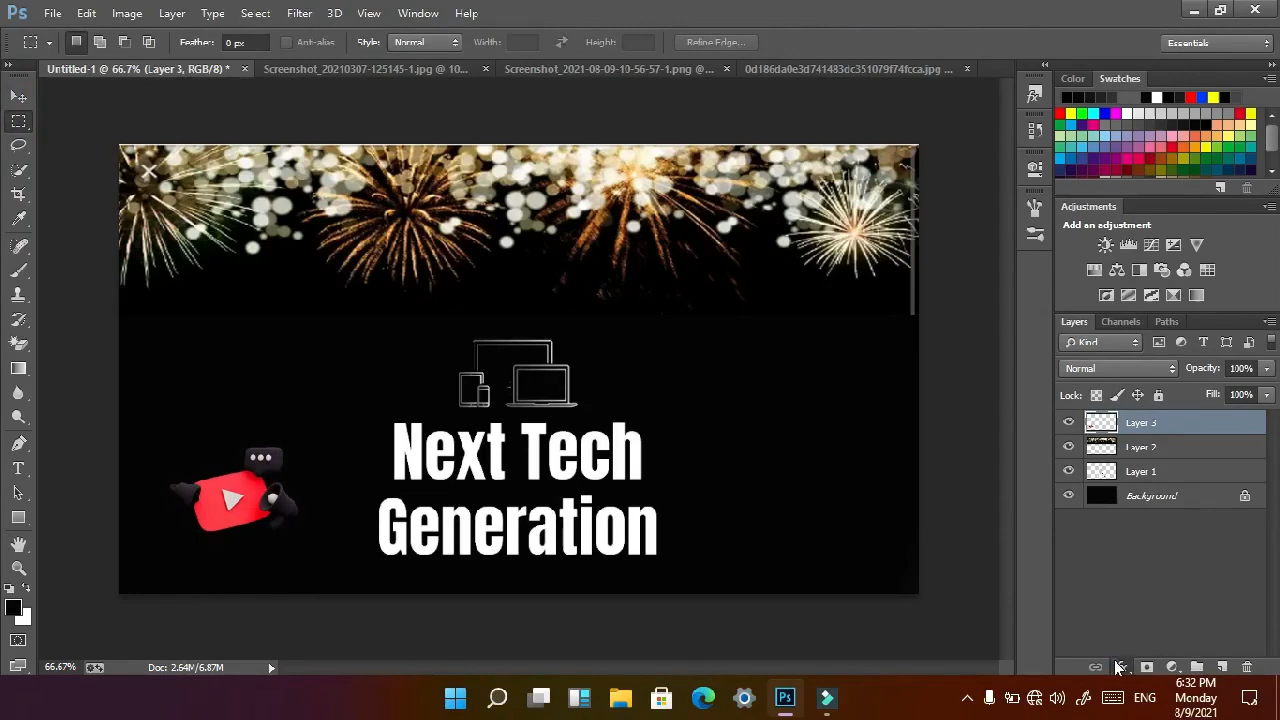 Ps File Edit Image Layer Type Select Filter 3D View Window Help
Feather: 0 px Anti-alias Style: Normal Width: Height: Refine Edge... Essentials
Untitled-1 @ 66.7% (Layer 3, RGB/8) * Screenshot_20210307-125145-1.jpg @ 10... Screenshot_2021-08-09-10-56-57-1.png @... 0d186da0e3d741483dc351079f74fcca.jpg ...
Color Swatches
Adjustments
Add an adjustment
Layers Channels Paths
Kind
Normal Opacity: 100%
Lock: Fill: 100%
Layer 3
Layer 2
Layer 1
Background
Next Tech
Generation
66.67% Doc: 2.64M/6.87M
Ps ENG
6:32 PM
Monday
8/9/2021